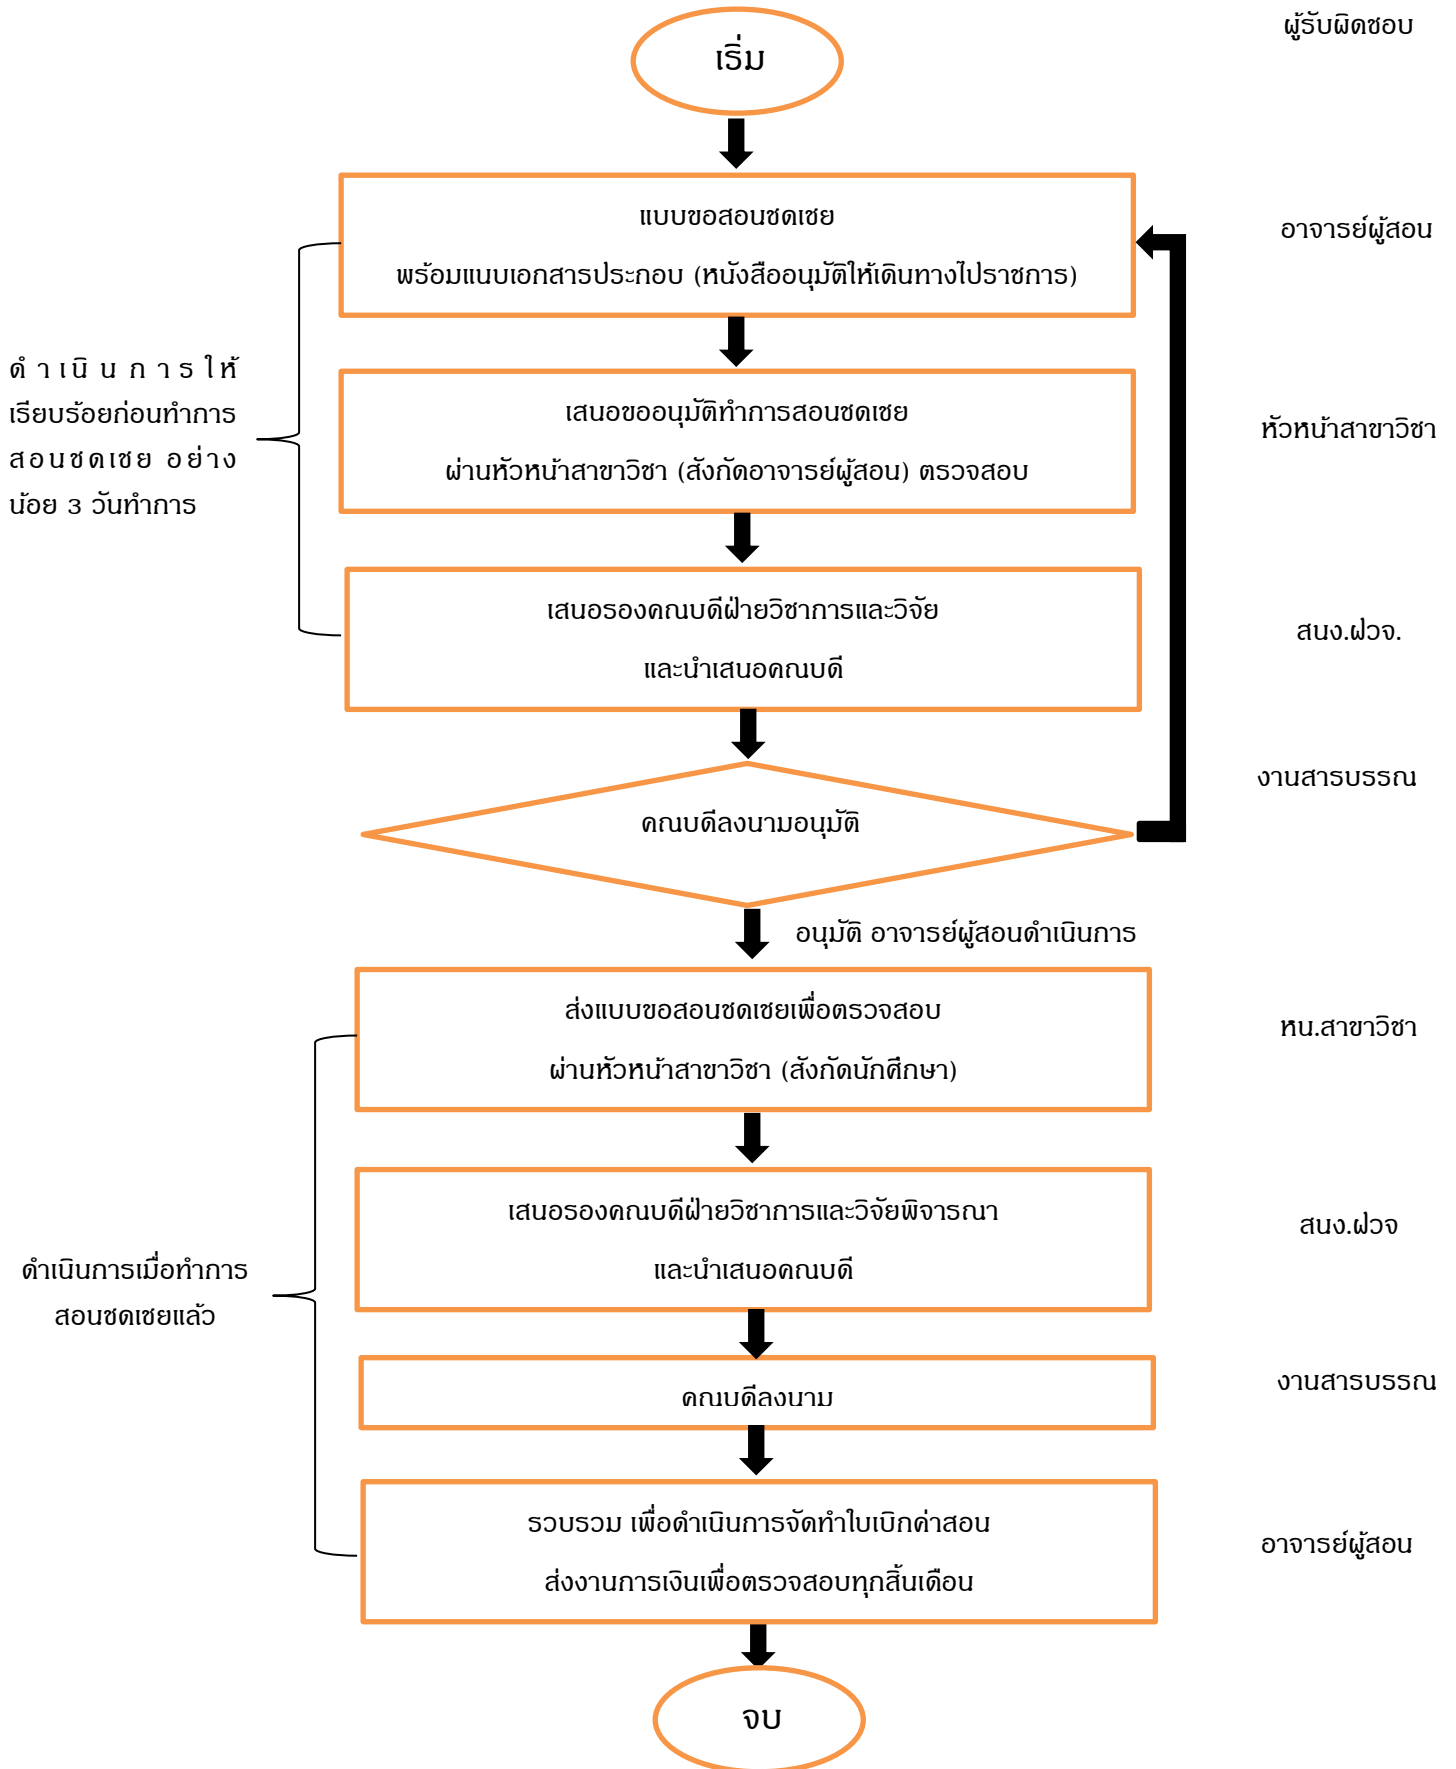 ผู้รับผิดชอบ
เริ่ม
แบบขอสอนชดเชย
พร้อมแนบเอกสารประกอบ (หนังสืออนุมัติให้เดินทางไปราชการ)
อาจารย์ผู้สอน
ดำเนินการให้
เรียบร้อยก่อนทำการ
สอนชดเชย อย่าง
น้อย 3 วันทำการ
เสนอขออนุมัติทำการสอนชดเชย
ผ่านหัวหน้าสาขาวิชา (สังกัดอาจารย์ผู้สอน) ตรวจสอบ
หัวหน้าสาขาวิชา
เสนอรองคณบดีฝ่ายวิชาการและวิจัย
และนำเสนอคณบดี
สนง.ฝวจ.
คณบดีลงนามอนุมัติ
งานสารบรรณ
อนุมัติ อาจารย์ผู้สอนดำเนินการ
ส่งแบบขอสอนชดเชยเพื่อตรวจสอบ
ผ่านหัวหน้าสาขาวิชา (สังกัดนักศึกษา)
หน.สาขาวิชา
เสนอรองคณบดีฝ่ายวิชาการและวิจัยพิจารณา
และนำเสนอคณบดี
สนง.ฝวจ
ดำเนินการเมื่อทำการ
สอนชดเชยแล้ว
คณบดีลงนาม
งานสารบรรณ
รวบรวม เพื่อดำเนินการจัดทำใบเบิกค่าสอน
ส่งงานการเงินเพื่อตรวจสอบทุกสิ้นเดือน
อาจารย์ผู้สอน
จบ